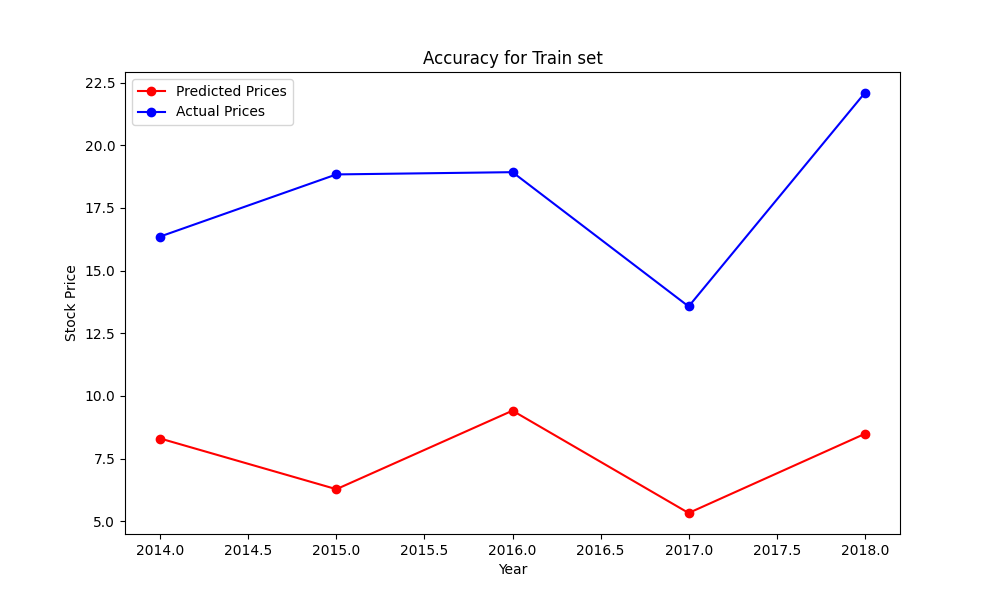 Accuracy for Train set
Predicted Prices
Actual Prices
Stock Price
22.5
20.0
17.5
15.0
12.5
10.0
7.5
5.0
2014.0 2014.5 2015.0 2015.5 2016.0 2016.5 2017.0 2017.5 2018.0
Year